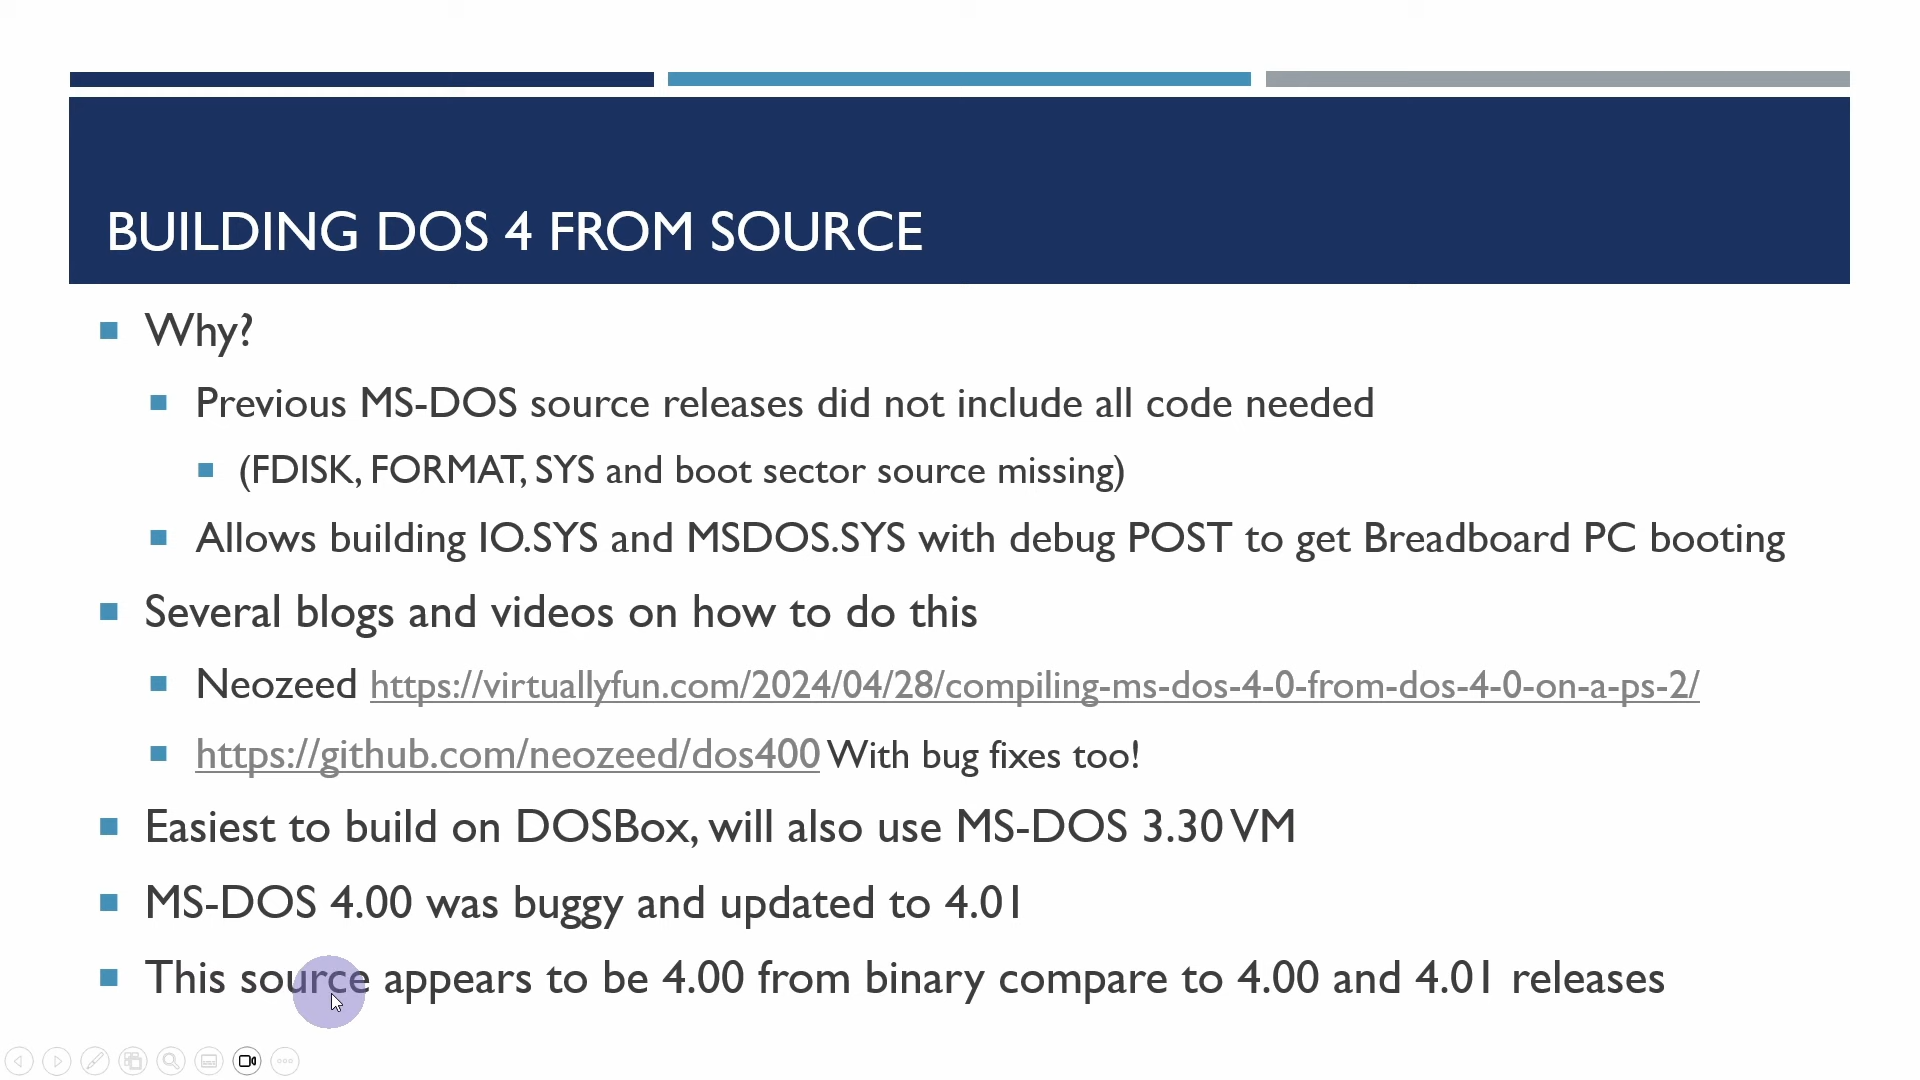 BUILDING DOS 4 FROM SOURCE
Why?
Previous MS-DOS source releases did not include all code needed
(FDISK, FORMAT, SYS and boot sector source missing)
Allows building IO.SYS and MSDOS.SYS with debug POST to get Breadboard PC booting
Several blogs and videos on how to do this
Neozeed https://virtuallyfun.com/2024/04/28/compiling-ms-dos-4-0-from-dos-4-0-on-a-ps-2/
https://github.com/neozeed/dos400 With bug fixes too!
Easiest to build on DOSBox, will also use MS-DOS 3.30 VM
MS-DOS 4.00 was buggy and updated to 4.01
This source appears to be 4.00 from binary compare to 4.00 and 4.01 releases